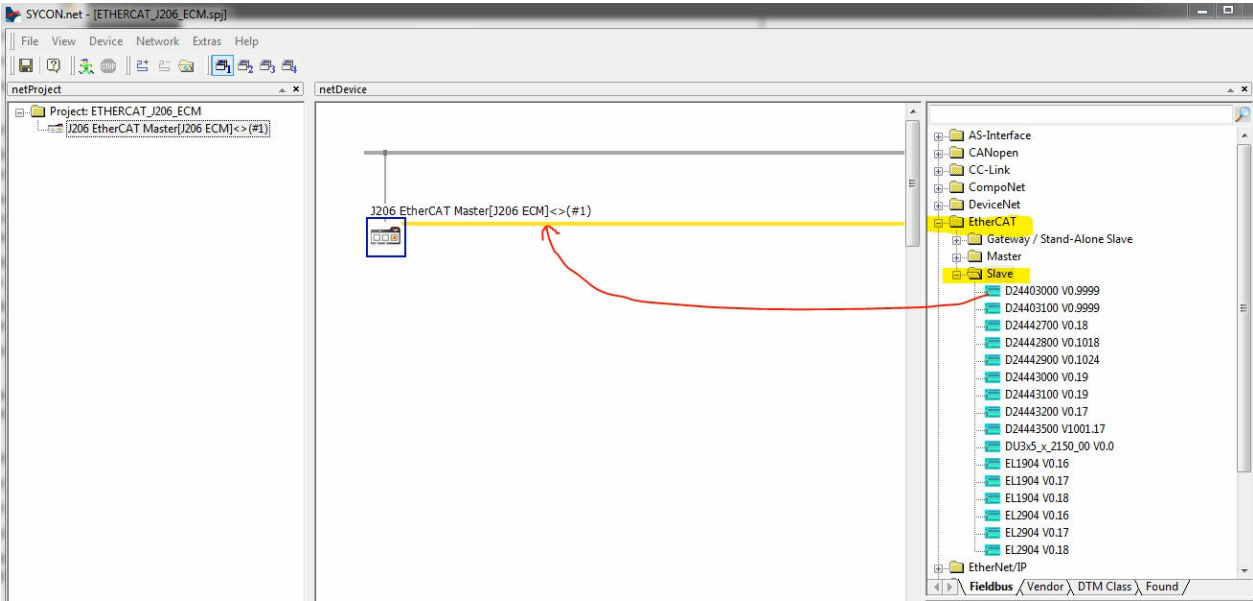 SYCON.net - [ETHERCAT_J206_ECM.spj]
File View Device Network Extras Help
netProject
Project: ETHERCAT_J206_ECM
J206 EtherCAT Master[J206 ECM]<>(#1)
netDevice
J206 EtherCAT Master[J206 ECM]<>(#1)
AS-Interface
CANopen
CC-Link
CompoNet
DeviceNet
EtherCAT
Gateway / Stand-Alone Slave
Master
Slave
D24403000 V0.9999
D24403100 V0.9999
D24442700 V0.18
D24442800 V0.1018
D24442900 V0.1024
D24443000 V0.19
D24443100 V0.19
D24443200 V0.17
D24443500 V1001.17
DU3x5_x_2150_00 V0.0
EL1904 V0.16
EL1904 V0.17
EL1904 V0.18
EL2904 V0.16
EL2904 V0.17
EL2904 V0.18
EtherNet/IP
Fieldbus Vendor DTM Class Found